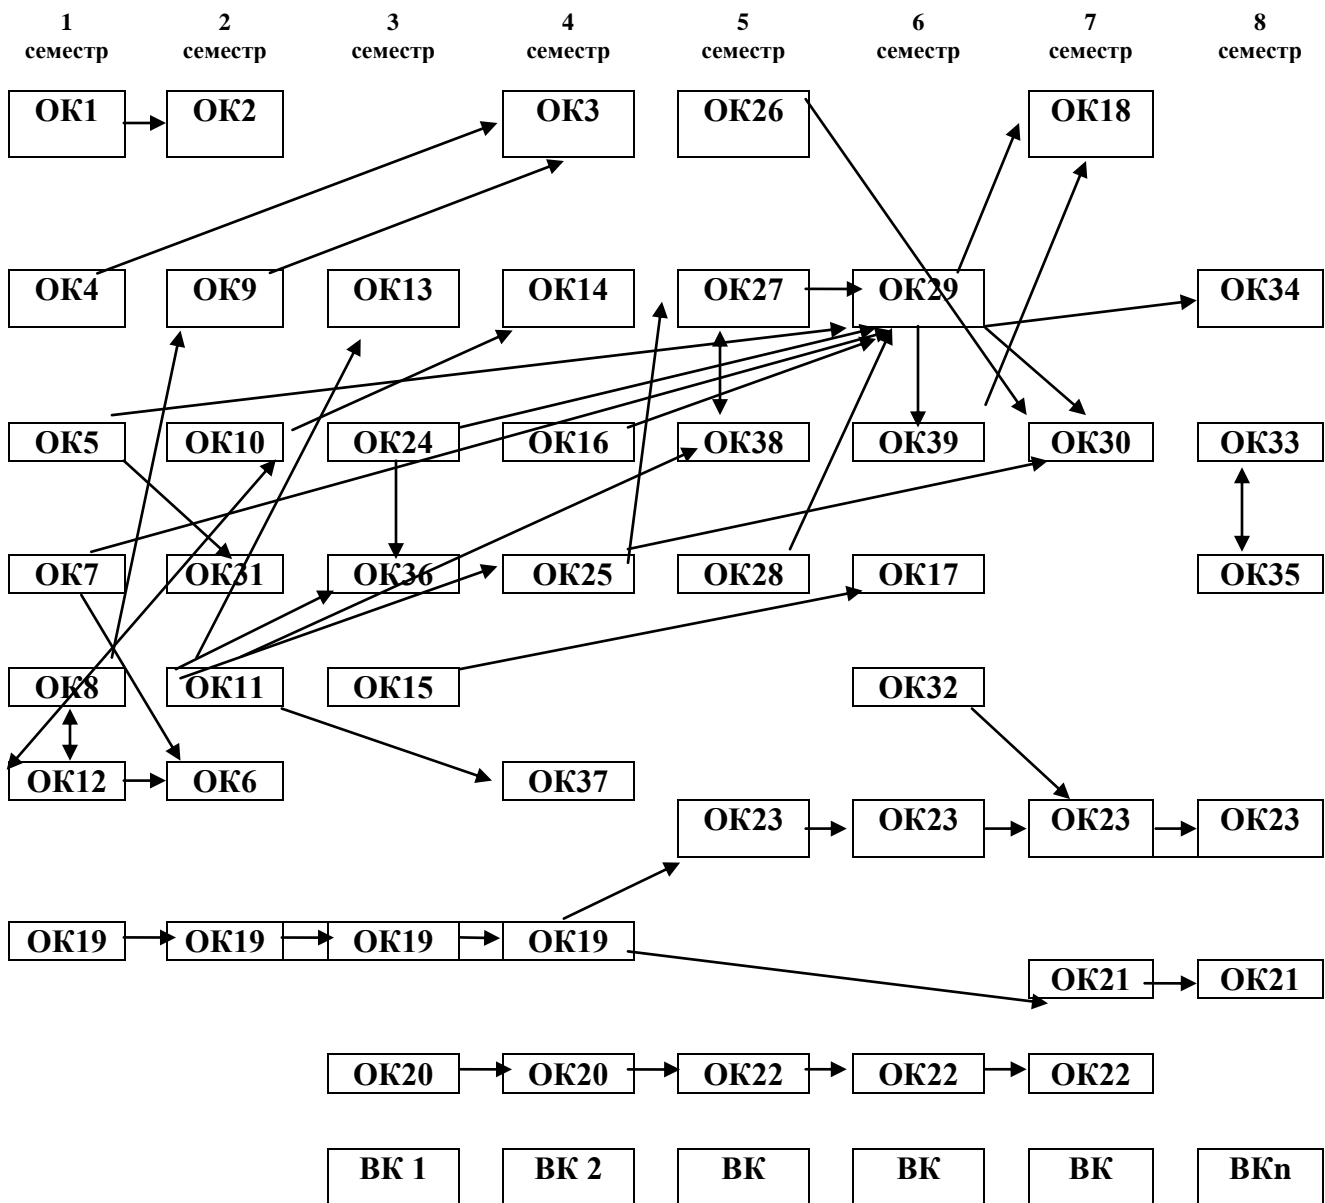 1 2 3 4 5 6 7 8
семестр семестр семестр семестр семестр семестр семестр семестр
ОК1 ОК2 ОК3 ОК26 ОК18
ОК4 ОК9 ОК13 ОК14 ОК27 ОК29 ОК34
ОК5 ОК10 ОК24 ОК16 ОК38 ОК39 ОК30 ОК33
ОК7 ОК31 ОК36 ОК25 ОК28 ОК17 ОК35
ОК8 ОК11 ОК15 ОК32
ОК12 ОК6 ОК37
ОК23 ОК23 ОК23 ОК23
ОК19 ОК19 ОК19 ОК19
ОК21 ОК21
ОК20 ОК20 ОК22 ОК22 ОК22
ВК 1 ВК 2 ВК ВК ВК ВКn